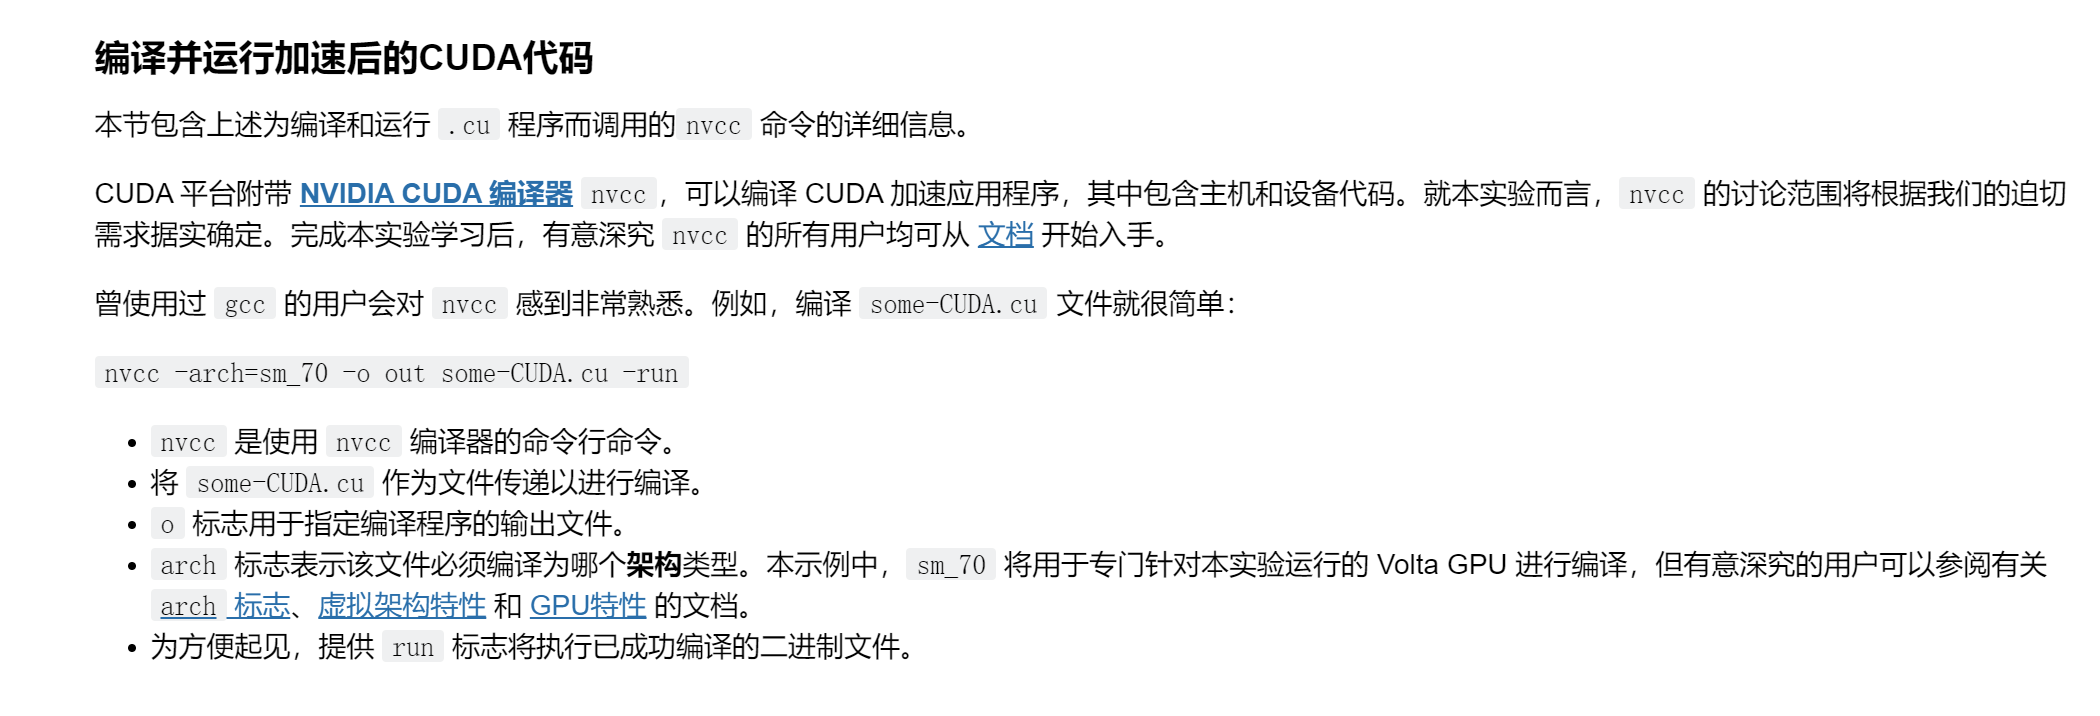 编译并运行加速后的CUDA代码
本节包含上述为编译和运行 .cu 程序而调用的 nvcc 命令的详细信息。
CUDA 平台附带 NVIDIA CUDA 编译器 nvcc，可以编译 CUDA 加速应用程序，其中包含主机和设备代码。就本实验而言，nvcc 的讨论范围将根据我们的迫切
需求据实确定。完成本实验学习后，有意深究 nvcc 的所有用户均可从 文档 开始入手。
曾使用过 gcc 的用户会对 nvcc 感到非常熟悉。例如，编译 some-CUDA.cu 文件就很简单：
nvcc -arch=sm_70 -o out some-CUDA.cu -run
• nvcc 是使用 nvcc 编译器的命令行命令。
• 将 some-CUDA.cu 作为文件传递以进行编译。
• o 标志用于指定编译程序的输出文件。
• arch 标志表示该文件必须编译为哪个架构类型。本示例中，sm_70 将用于专门针对本实验运行的 Volta GPU 进行编译，但有意深究的用户可以参阅有关
arch 标志、虚拟架构特性 和 GPU特性 的文档。
• 为方便起见，提供 run 标志将执行已成功编译的二进制文件。